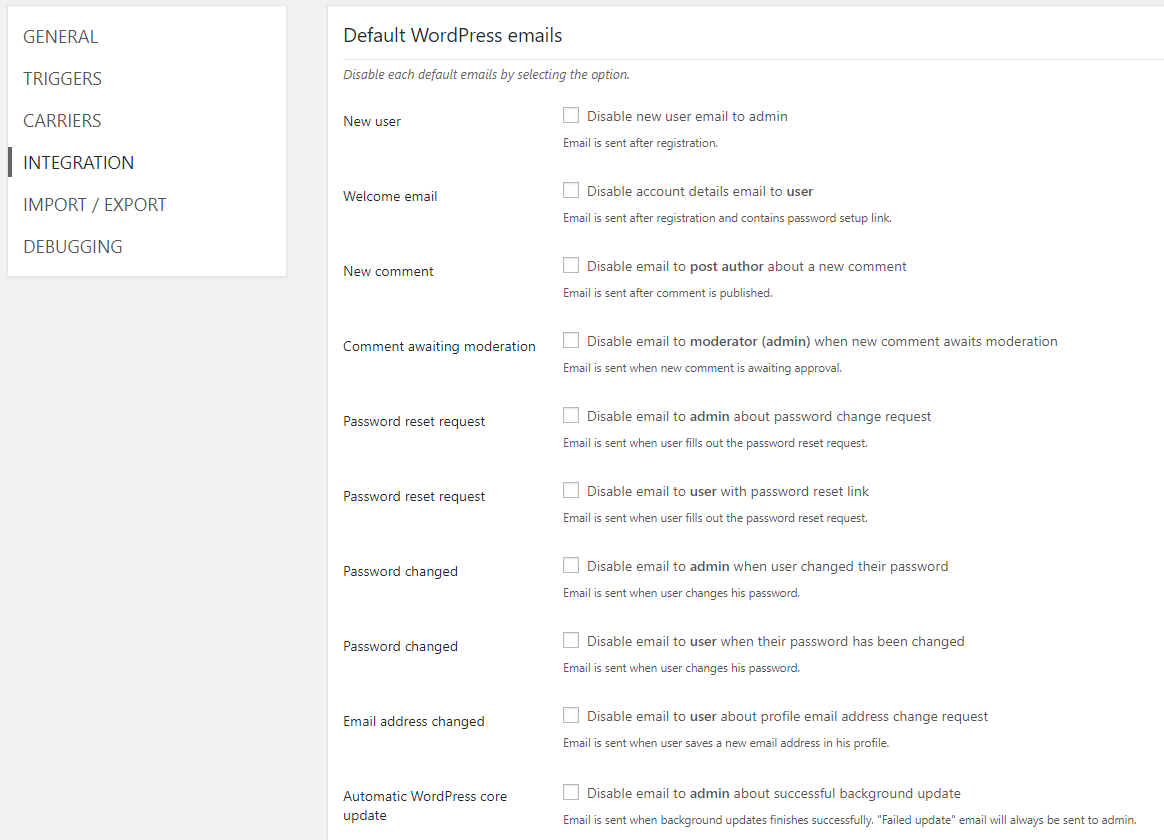 GENERAL
TRIGGERS
CARRIERS
INTEGRATION
IMPORT / EXPORT
DEBUGGING
Default WordPress emails
Disable each default emails by selecting the option.
New user
Disable new user email to admin
Email is sent after registration.
Welcome email
Disable account details email to user
Email is sent after registration and contains password setup link.
New comment
Disable email to post author about a new comment
Email is sent after comment is published.
Comment awaiting moderation
Disable email to moderator (admin) when new comment awaits moderation
Email is sent when new comment is awaiting approval.
Password reset request
Disable email to admin about password change request
Email is sent when user fills out the password reset request.
Password reset request
Disable email to user with password reset link
Email is sent when user fills out the password reset request.
Password changed
Disable email to admin when user changed their password
Email is sent when user changes his password.
Password changed
Disable email to user when their password has been changed
Email is sent when user changes his password.
Email address changed
Disable email to user about profile email address change request
Email is sent when user saves a new email address in his profile.
Automatic WordPress core
update
Disable email to admin about successful background update
Email is sent when background updates finishes successfully. "Failed update" email will always be sent to admin.